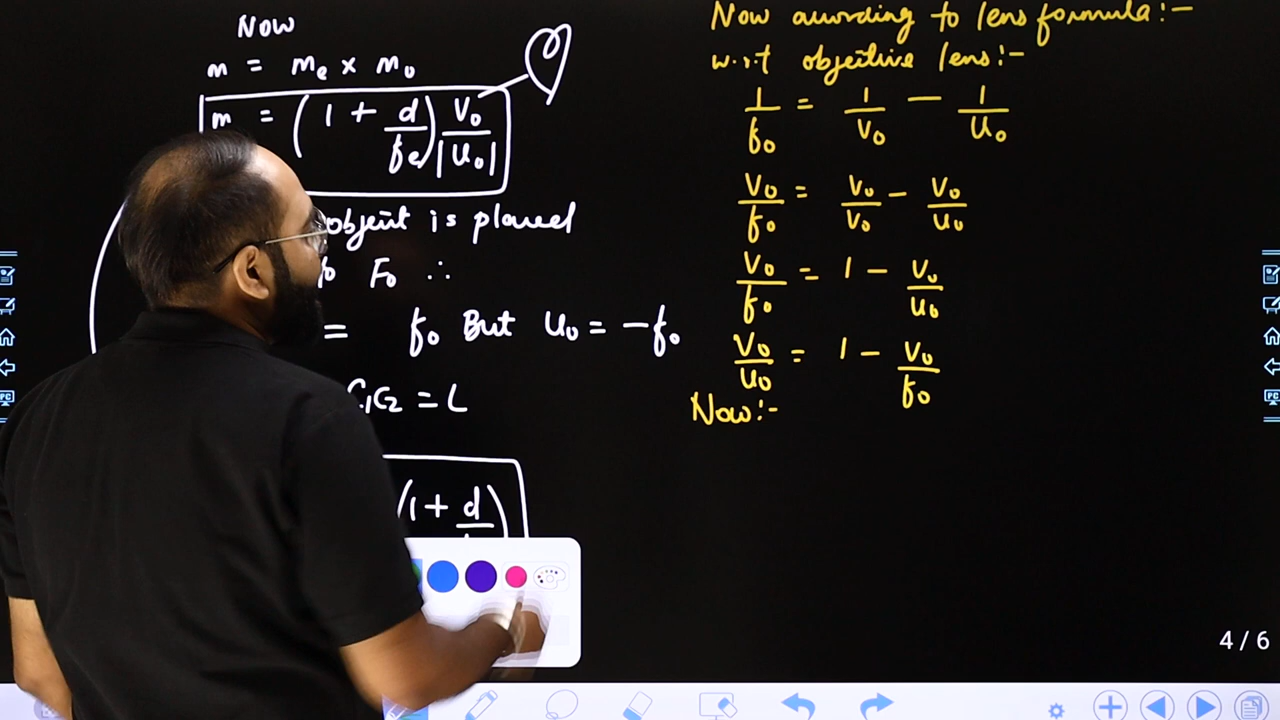 Now
m = me x mo
m = (1 + d/fe) vo/|uo|
object is placed
Fo ∴
= fo But uo = -fo
C1C2 = L
(1 + d
Now acording to lens formula:-
w.r.t objective lens:-
1/fo = 1/vo - 1/uo
vo/fo = vo/vo - vo/uo
vo/fo = 1 - vo/uo
vo/uo = 1 - vo/fo
Now:-
4 / 6